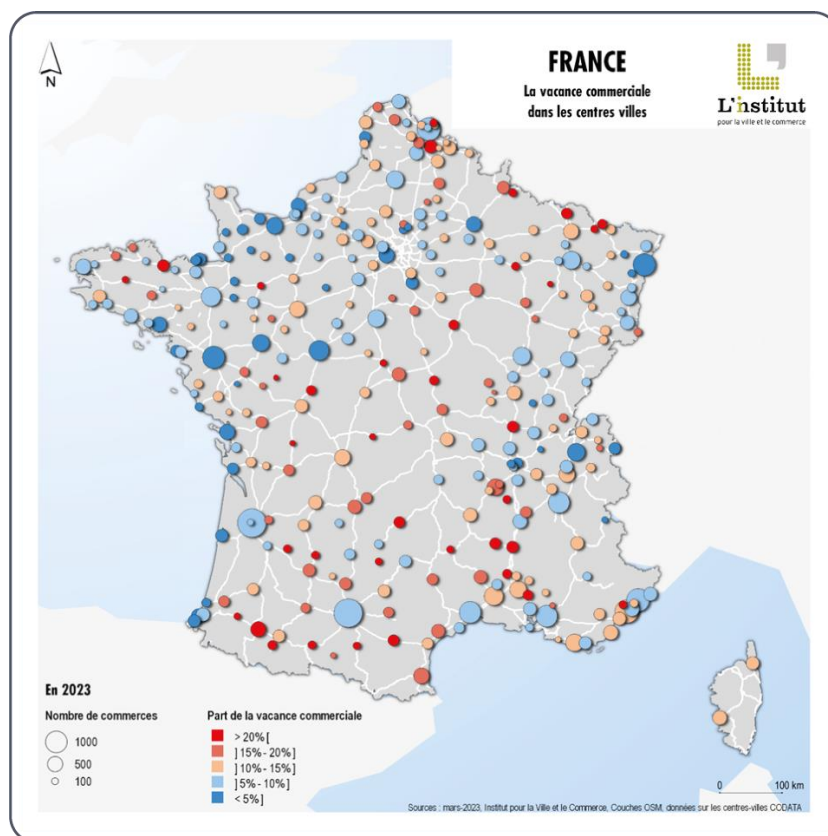 N
FRANCE
La vacance commerciale
dans les centres villes
L'institut
pour la ville et le commerce
En 2023
Nombre de commerces
1000
500
100
Part de la vacance commerciale
> 20% [
] 15% - 20%]
] 10% - 15%]
] 5% - 10%]
< 5% ]
0 100 km
Sources : mars-2023, Institut pour la Ville et le Commerce, Couches OSM, données sur les centres-villes CODATA